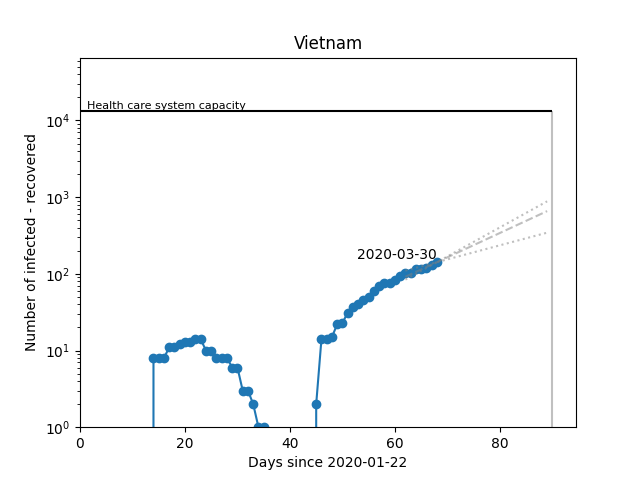 Vietnam
Health care system capacity
2020-03-30
Number of infected - recovered
10^4
10^3
10^2
10^1
10^0
0 20 40 60 80
Days since 2020-01-22